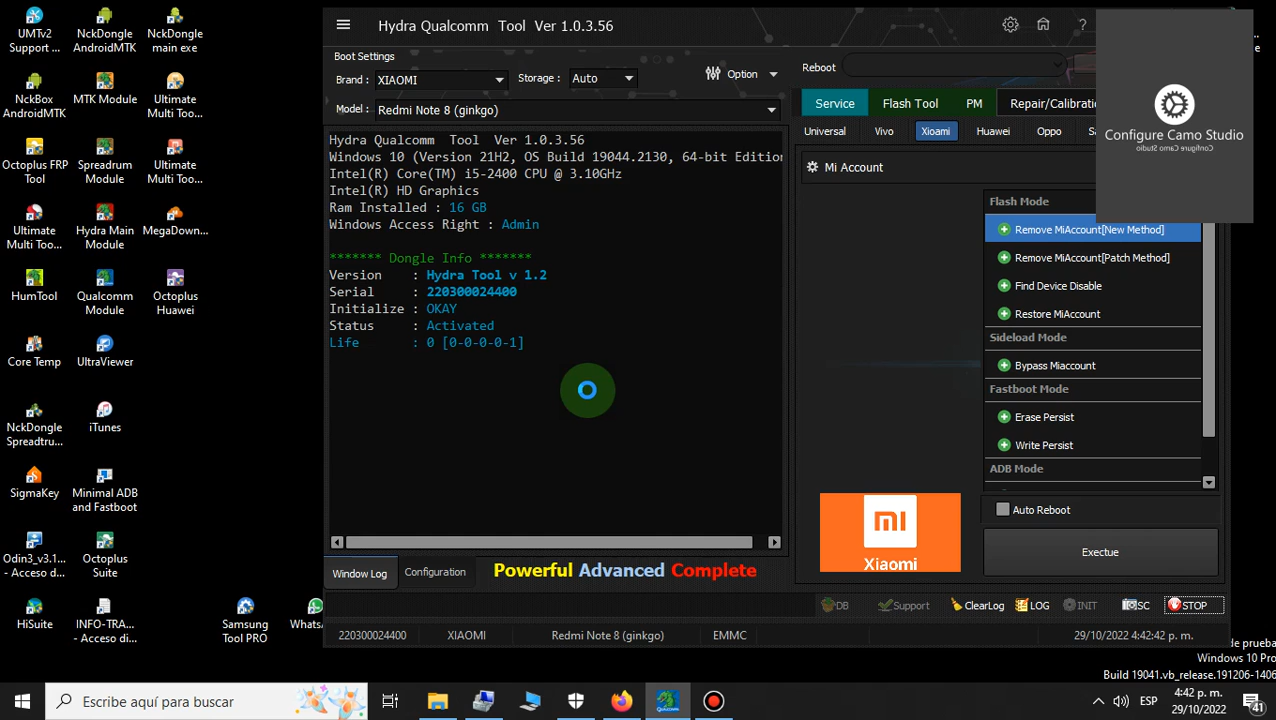 UMTv2
Support ...
NckDongle
AndroidMTK
NckDongle
main exe
NckBox
AndroidMTK
MTK Module
Ultimate
Multi Too...
Octoplus FRP
Tool
Spreadrum
Module
Ultimate
Multi Too...
Ultimate
Multi Too...
Hydra Main
Module
MegaDown...
HumTool
Qualcomm
Module
Octoplus
Huawei
Core Temp
UltraViewer
NckDongle
Spreadtru...
iTunes
SigmaKey
Minimal ADB
and Fastboot
Odin3_v3.1...
- Acceso di...
Octoplus
Suite
HiSuite
INFO-TRA...
- Acceso di...
Samsung
Tool PRO
Whats
Hydra Qualcomm Tool Ver 1.0.3.56
?
Boot Settings
Brand : XIAOMI
Storage : Auto
Option
Model : Redmi Note 8 (ginkgo)
Reboot
Service
Flash Tool
PM
Repair/Calibrati
Universal
Vivo
Xioami
Huawei
Oppo
Configure Camo Studio
Configure Camo Studio
Hydra Qualcomm Tool Ver 1.0.3.56
Windows 10 (Version 21H2, OS Build 19044.2130, 64-bit Edition
Intel(R) Core(TM) i5-2400 CPU @ 3.10GHz
Intel(R) HD Graphics
Ram Installed : 16 GB
Windows Access Right : Admin
******* Dongle Info *******
Version : Hydra Tool v 1.2
Serial : 220300024400
Initialize : OKAY
Status : Activated
Life : 0 [0-0-0-0-1]
Mi Account
Flash Mode
Remove MiAccount[New Method]
Remove MiAccount[Patch Method]
Find Device Disable
Restore MiAccount
Sideload Mode
Bypass Miaccount
Fastboot Mode
Erase Persist
Write Persist
ADB Mode
Auto Reboot
Exectue
MI
Xiaomi
Window Log
Configuration
Powerful Advanced Complete
DB
Support
ClearLog
LOG
INIT
SC
STOP
220300024400
XIAOMI
Redmi Note 8 (ginkgo)
EMMC
29/10/2022 4:42:42 p. m.
de prueba
Windows 10 Pro
Build 19041.vb_release.191206-1406
Escribe aquí para buscar
Qualcomm
ESP
4:42 p. m.
29/10/2022
41